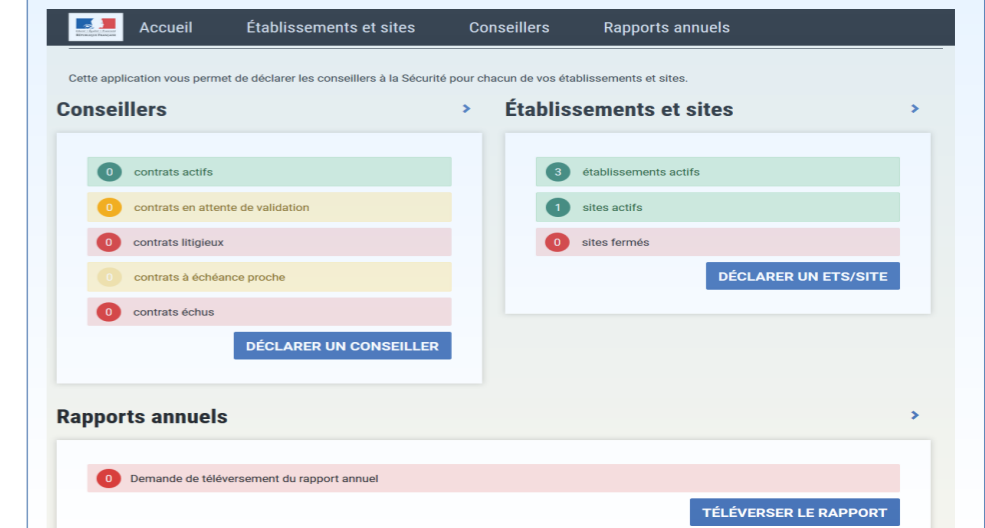 Accueil Établissements et sites Conseillers Rapports annuels
Cette application vous permet de déclarer les conseillers à la Sécurité pour chacun de vos établissements et sites.
Conseillers >
0 contrats actifs
0 contrats en attente de validation
0 contrats litigieux
0 contrats à échéance proche
0 contrats échus
DÉCLARER UN CONSEILLER
Établissements et sites >
3 établissements actifs
1 sites actifs
0 sites fermés
DÉCLARER UN ETS/SITE
Rapports annuels >
0 Demande de téléversement du rapport annuel
TÉLÉVERSER LE RAPPORT